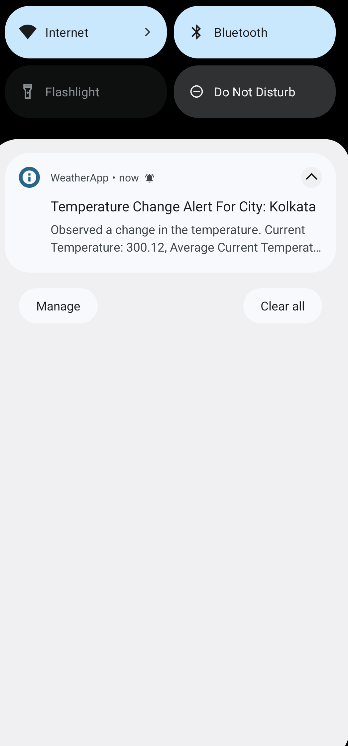 Internet
Bluetooth
Flashlight
Do Not Disturb
WeatherApp • now
Temperature Change Alert For City: Kolkata
Observed a change in the temperature. Current
Temperature: 300.12, Average Current Temperat...
Manage
Clear all